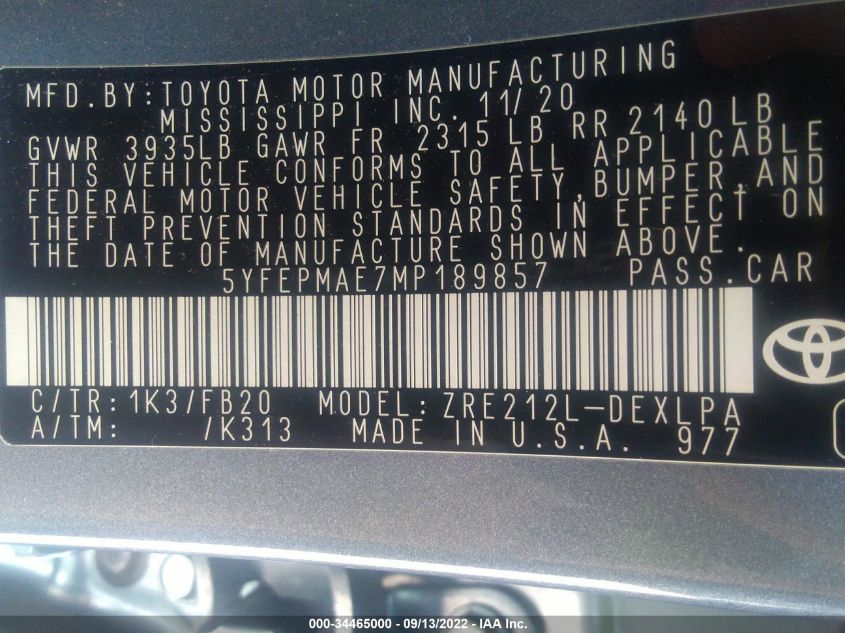 MFD.BY:TOYOTA MOTOR MANUFACTURING
MISSISSIPPI INC. 11/20
GVWR 3935LB GAWR FR 2315 LB RR 2140 LB
THIS VEHICLE CONFORMS TO ALL APPLICABLE
FEDERAL MOTOR VEHICLE SAFETY,BUMPER,AND
THEFT PREVENTION STANDARDS IN EFFECT ON
THE DATE OF MANUFACTURE SHOWN ABOVE.
5YFEPMAE7MP189857 PASS.CAR
C/TR:1K3/FB20 MODEL:ZRE212L-DEXLPA
A/TM: /K313 MADE IN U.S.A. 977
000-34465000 / 09/13/2022 - IAA Inc.